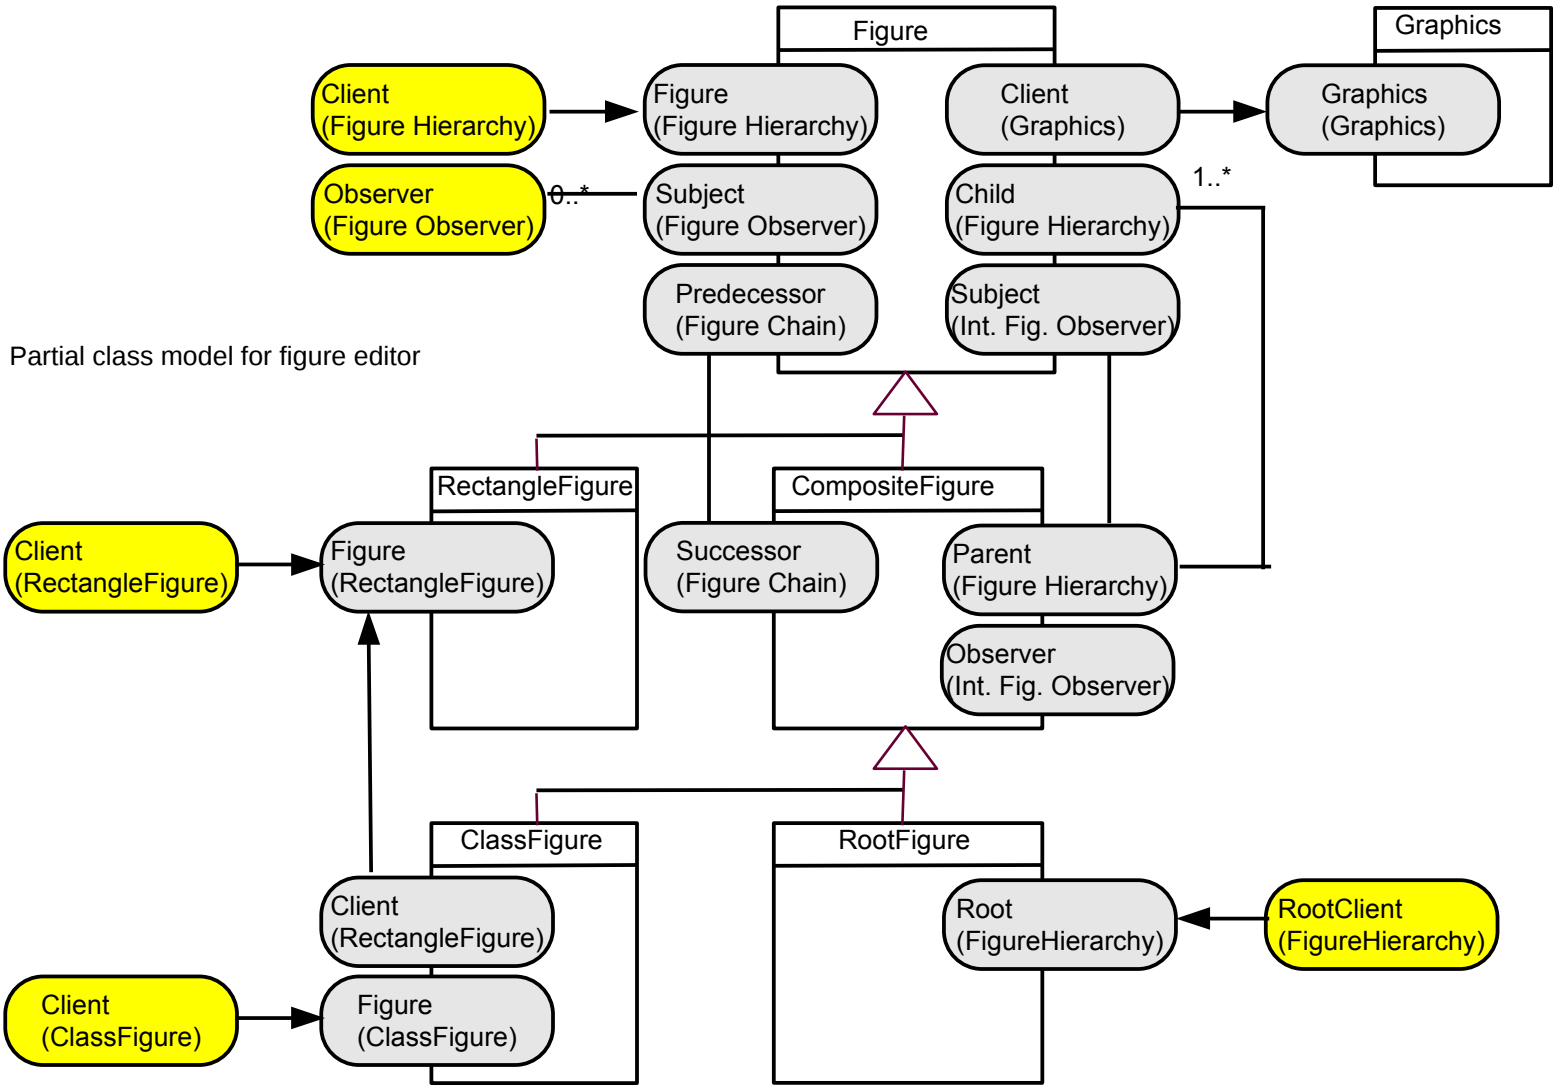 Figure
Graphics
Client
(Figure Hierarchy)
Figure
(Figure Hierarchy)
Client
(Graphics)
Graphics
(Graphics)
Observer
(Figure Observer)
0..*
Subject
(Figure Observer)
Child
(Figure Hierarchy)
1..*
Predecessor
(Figure Chain)
Subject
(Int. Fig. Observer)
Partial class model for figure editor
RectangleFigure
CompositeFigure
Client
(RectangleFigure)
Figure
(RectangleFigure)
Successor
(Figure Chain)
Parent
(Figure Hierarchy)
Observer
(Int. Fig. Observer)
ClassFigure
RootFigure
Client
(RectangleFigure)
Root
(FigureHierarchy)
RootClient
(FigureHierarchy)
Client
(ClassFigure)
Figure
(ClassFigure)